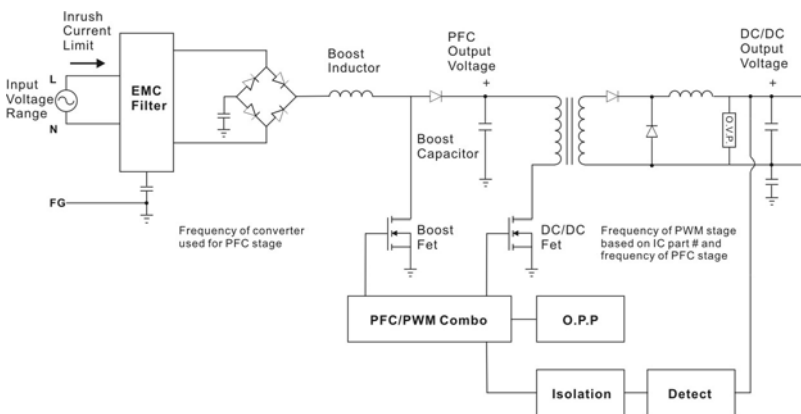 Inrush
Current
Limit
Input
Voltage
Range
L
N
EMC
Filter
FG
Boost
Inductor
PFC
Output
Voltage
+
DC/DC
Output
Voltage
+
O.V.P.
Boost
Capacitor
Frequency of converter
used for PFC stage
Boost
Fet
DC/DC
Fet
Frequency of PWM stage
based on IC part # and
frequency of PFC stage
PFC/PWM Combo
O.P.P
Isolation
Detect